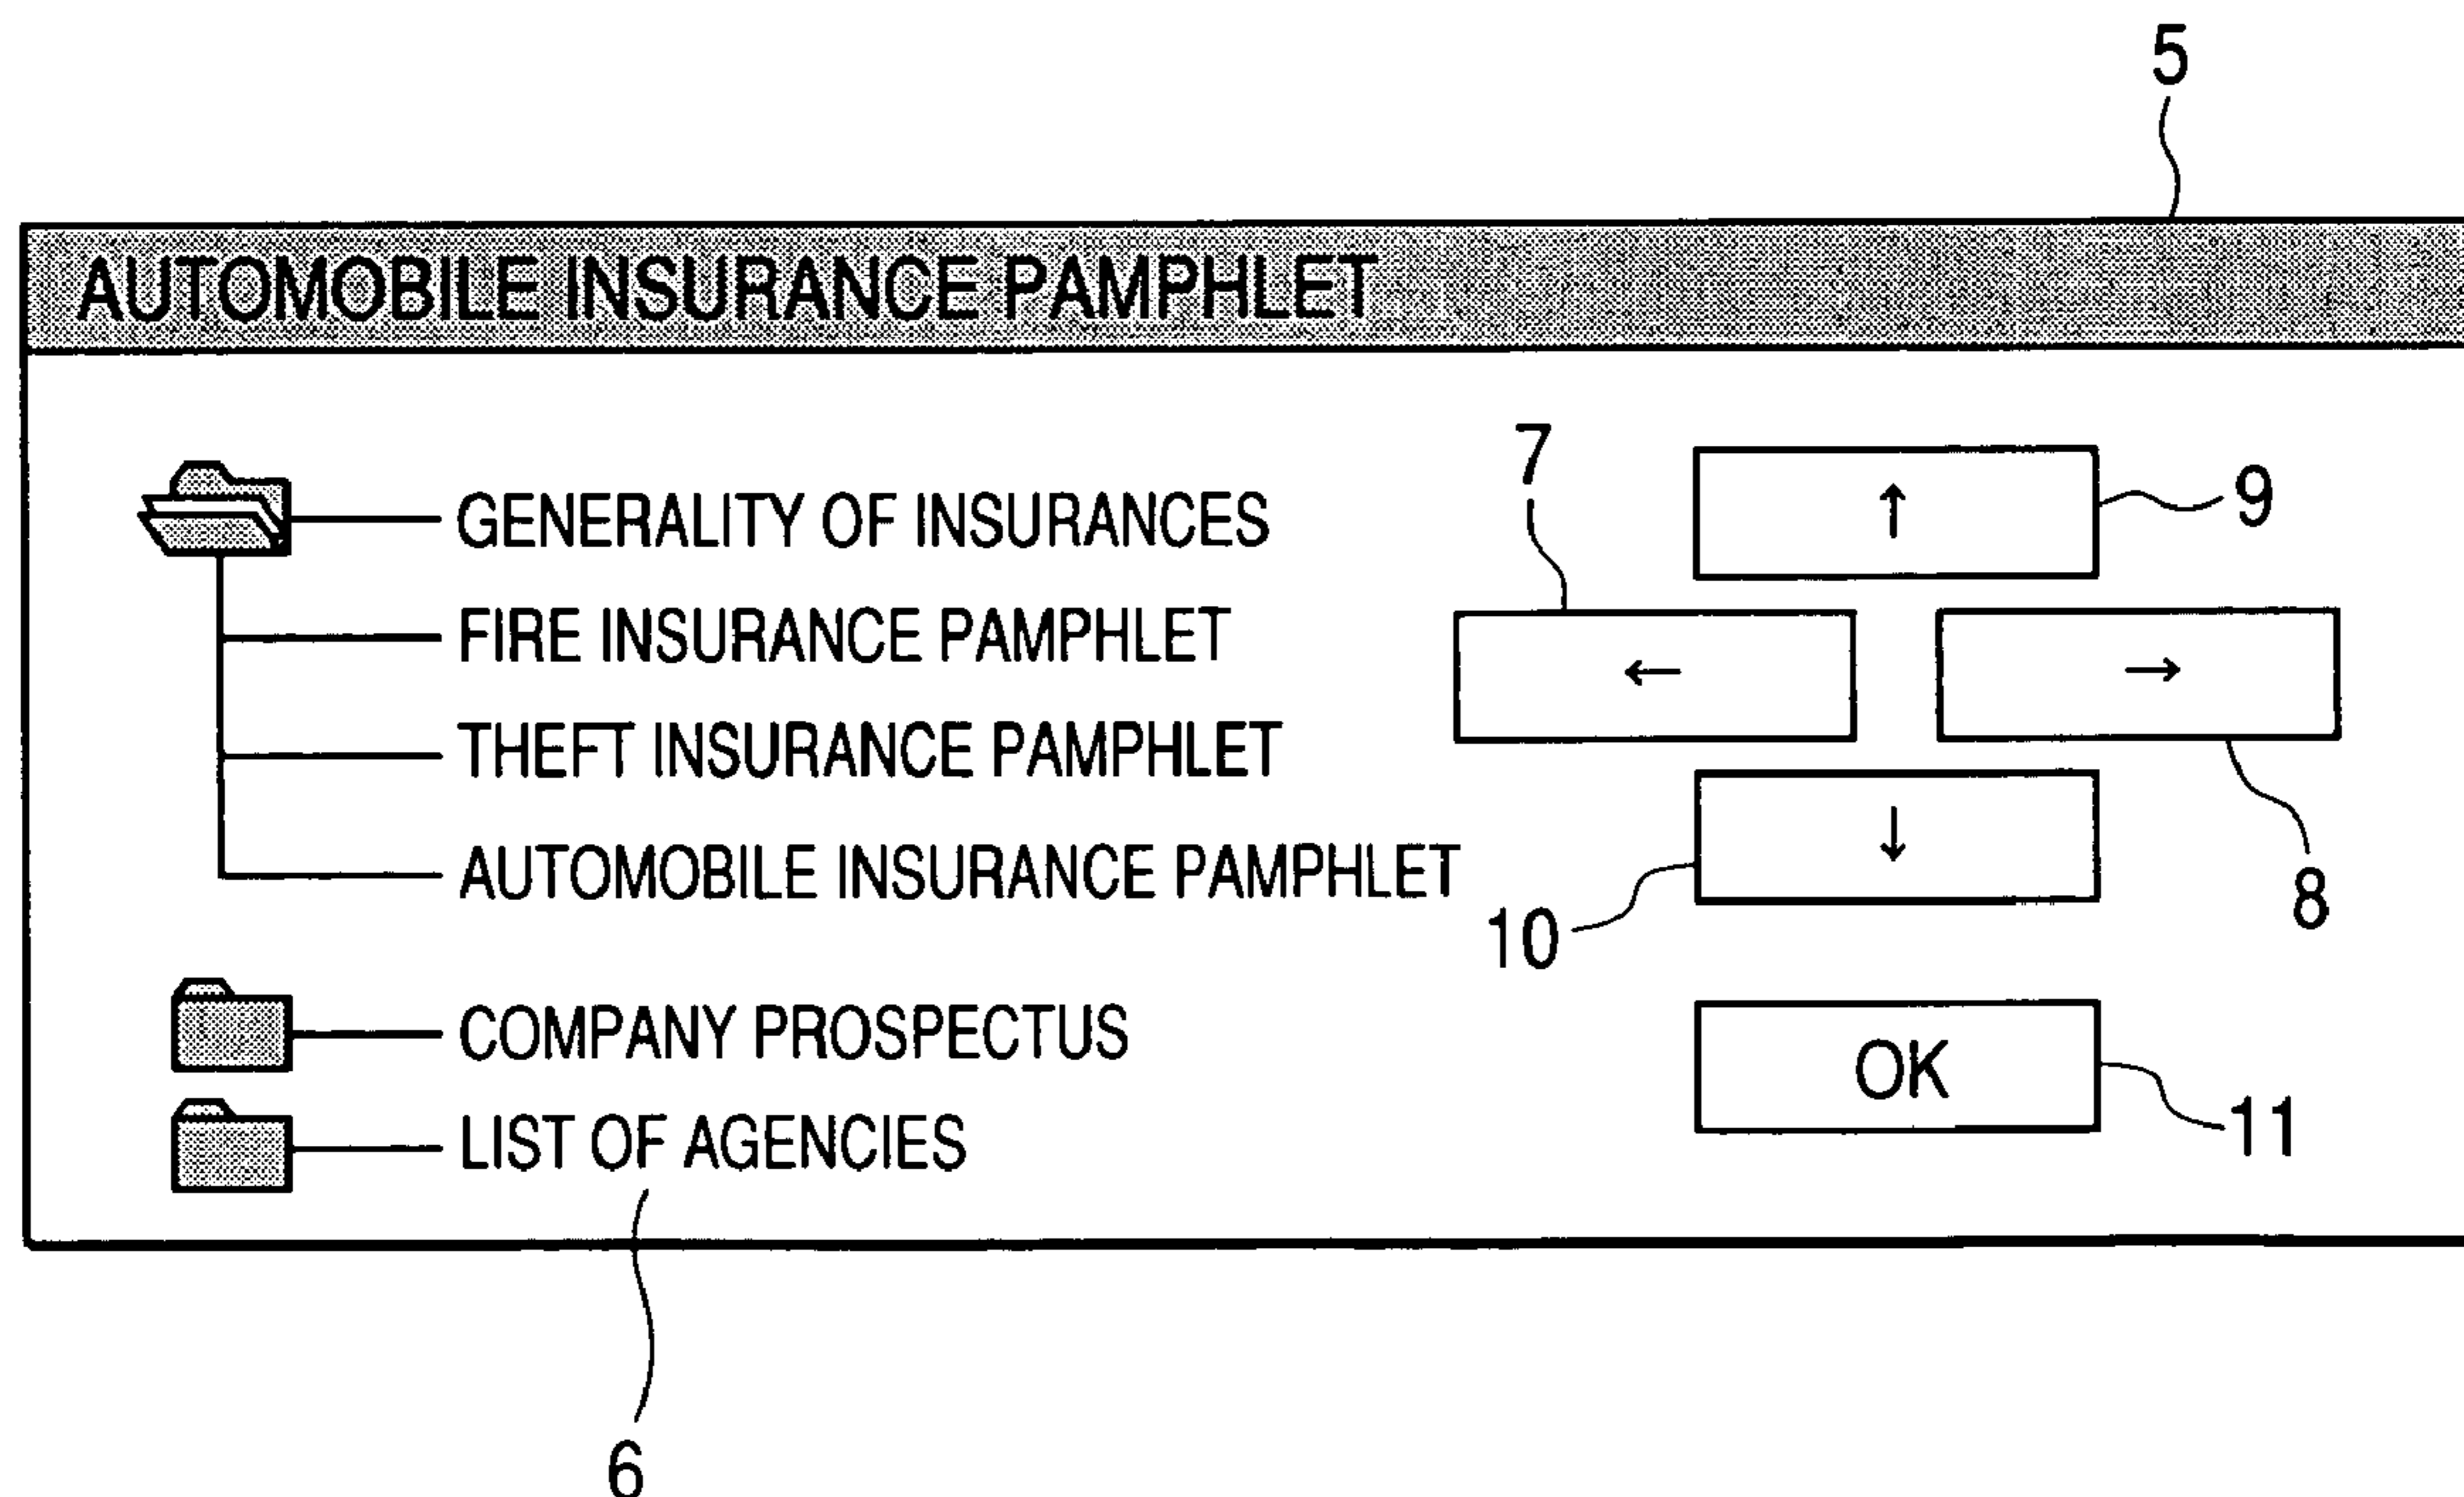 5
AUTOMOBILE INSURANCE PAMPHLET
GENERALITY OF INSURANCES
FIRE INSURANCE PAMPHLET
THEFT INSURANCE PAMPHLET
AUTOMOBILE INSURANCE PAMPHLET
COMPANY PROSPECTUS
LIST OF AGENCIES
6
7
↑
9
←
→
↓
8
10
OK
11